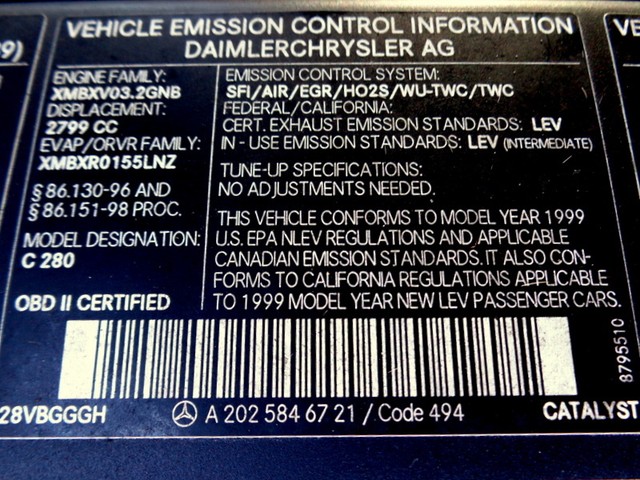 VEHICLE EMISSION CONTROL INFORMATION
DAIMLERCHRYSLER AG
9)
VE
ENGINE FAMILY:
XMBXV03.2GNB
DISPLACEMENT:
2799 CC
EVAP/ORVR FAMILY:
XMBXR0155LNZ
§ 86.130-96 AND
§ 86.151-98 PROC.
MODEL DESIGNATION:
C 280
OBD II CERTIFIED
EMISSION CONTROL SYSTEM:
SFI/AIR/EGR/HO2S/WU-TWC/TWC
FEDERAL/CALIFORNIA:
CERT. EXHAUST EMISSION STANDARDS: LEV
IN - USE EMISSION STANDARDS: LEV (INTERMEDIATE)
TUNE-UP SPECIFICATIONS:
NO ADJUSTMENTS NEEDED.
THIS VEHICLE CONFORMS TO MODEL YEAR 1999
U.S. EPA NLEV REGULATIONS AND APPLICABLE
CANADIAN EMISSION STANDARDS. IT ALSO CON-
FORMS TO CALIFORNIA REGULATIONS APPLICABLE
TO 1999 MODEL YEAR NEW LEV PASSENGER CARS.
8795510
28VBGGGH
A 202 584 67 21 / Code 494
CATALYST